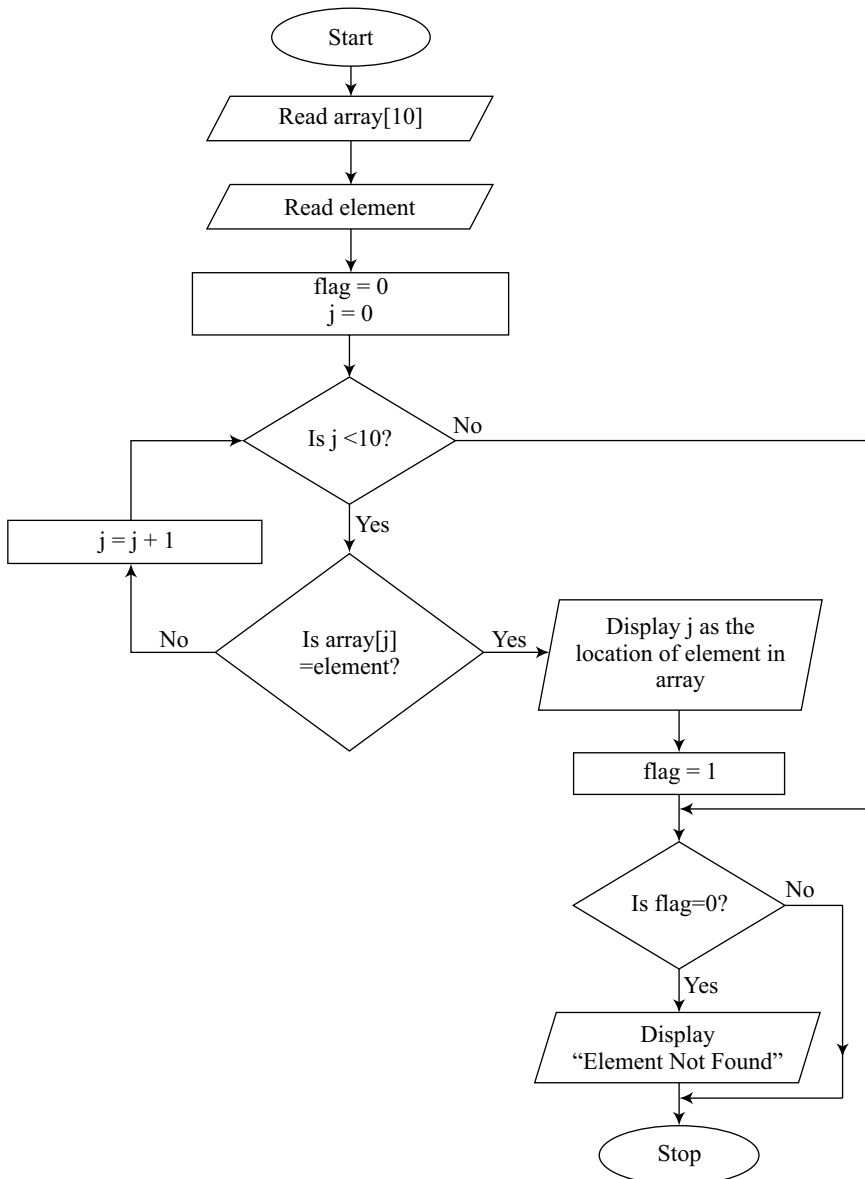 Start
Read array[10]
Read element
flag = 0
j = 0
Is j <10?
No
Yes
j = j + 1
No
Is array[j]
=element?
Yes
Display j as the
location of element in
array
flag = 1
Is flag=0?
No
Yes
Display
“Element Not Found”
Stop